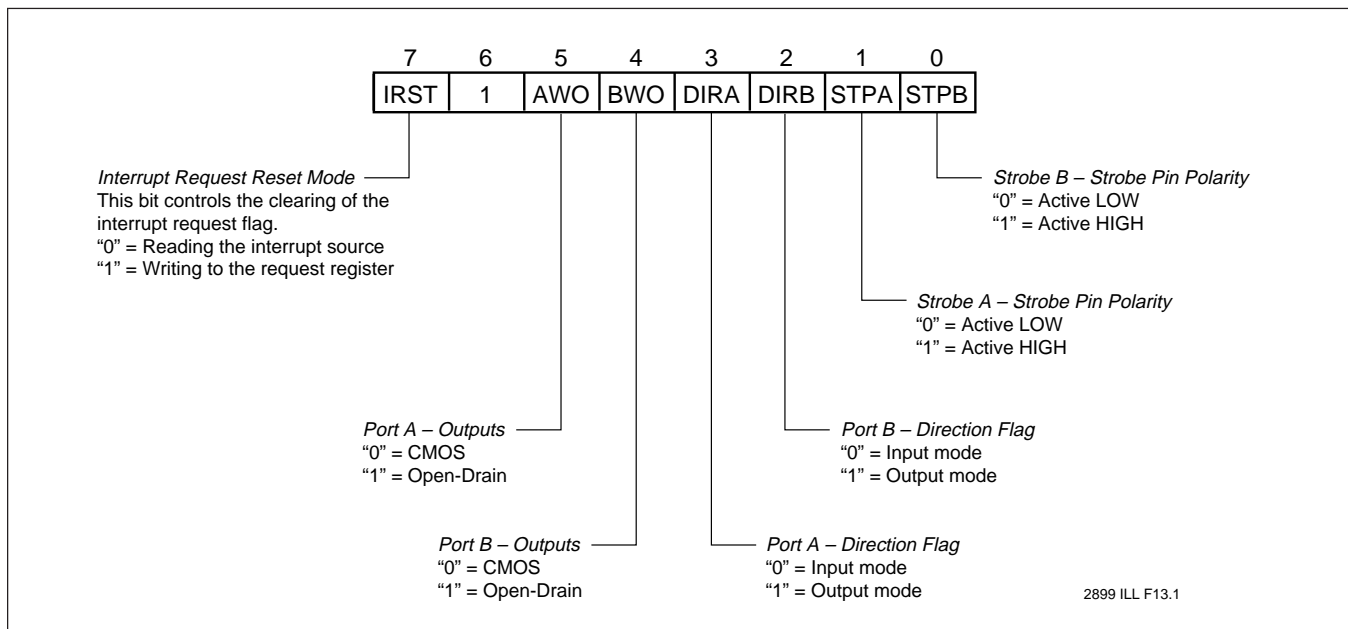 7 6 5 4 3 2 1 0
IRST 1 AWO BWO DIRA DIRB STPA STPB
Interrupt Request Reset Mode
This bit controls the clearing of the
interrupt request flag.
“0” = Reading the interrupt source
“1” = Writing to the request register
Strobe B – Strobe Pin Polarity
“0” = Active LOW
“1” = Active HIGH
Strobe A – Strobe Pin Polarity
“0” = Active LOW
“1” = Active HIGH
Port A – Outputs
“0” = CMOS
“1” = Open-Drain
Port B – Direction Flag
“0” = Input mode
“1” = Output mode
Port B – Outputs
“0” = CMOS
“1” = Open-Drain
Port A – Direction Flag
“0” = Input mode
“1” = Output mode
2899 ILL F13.1